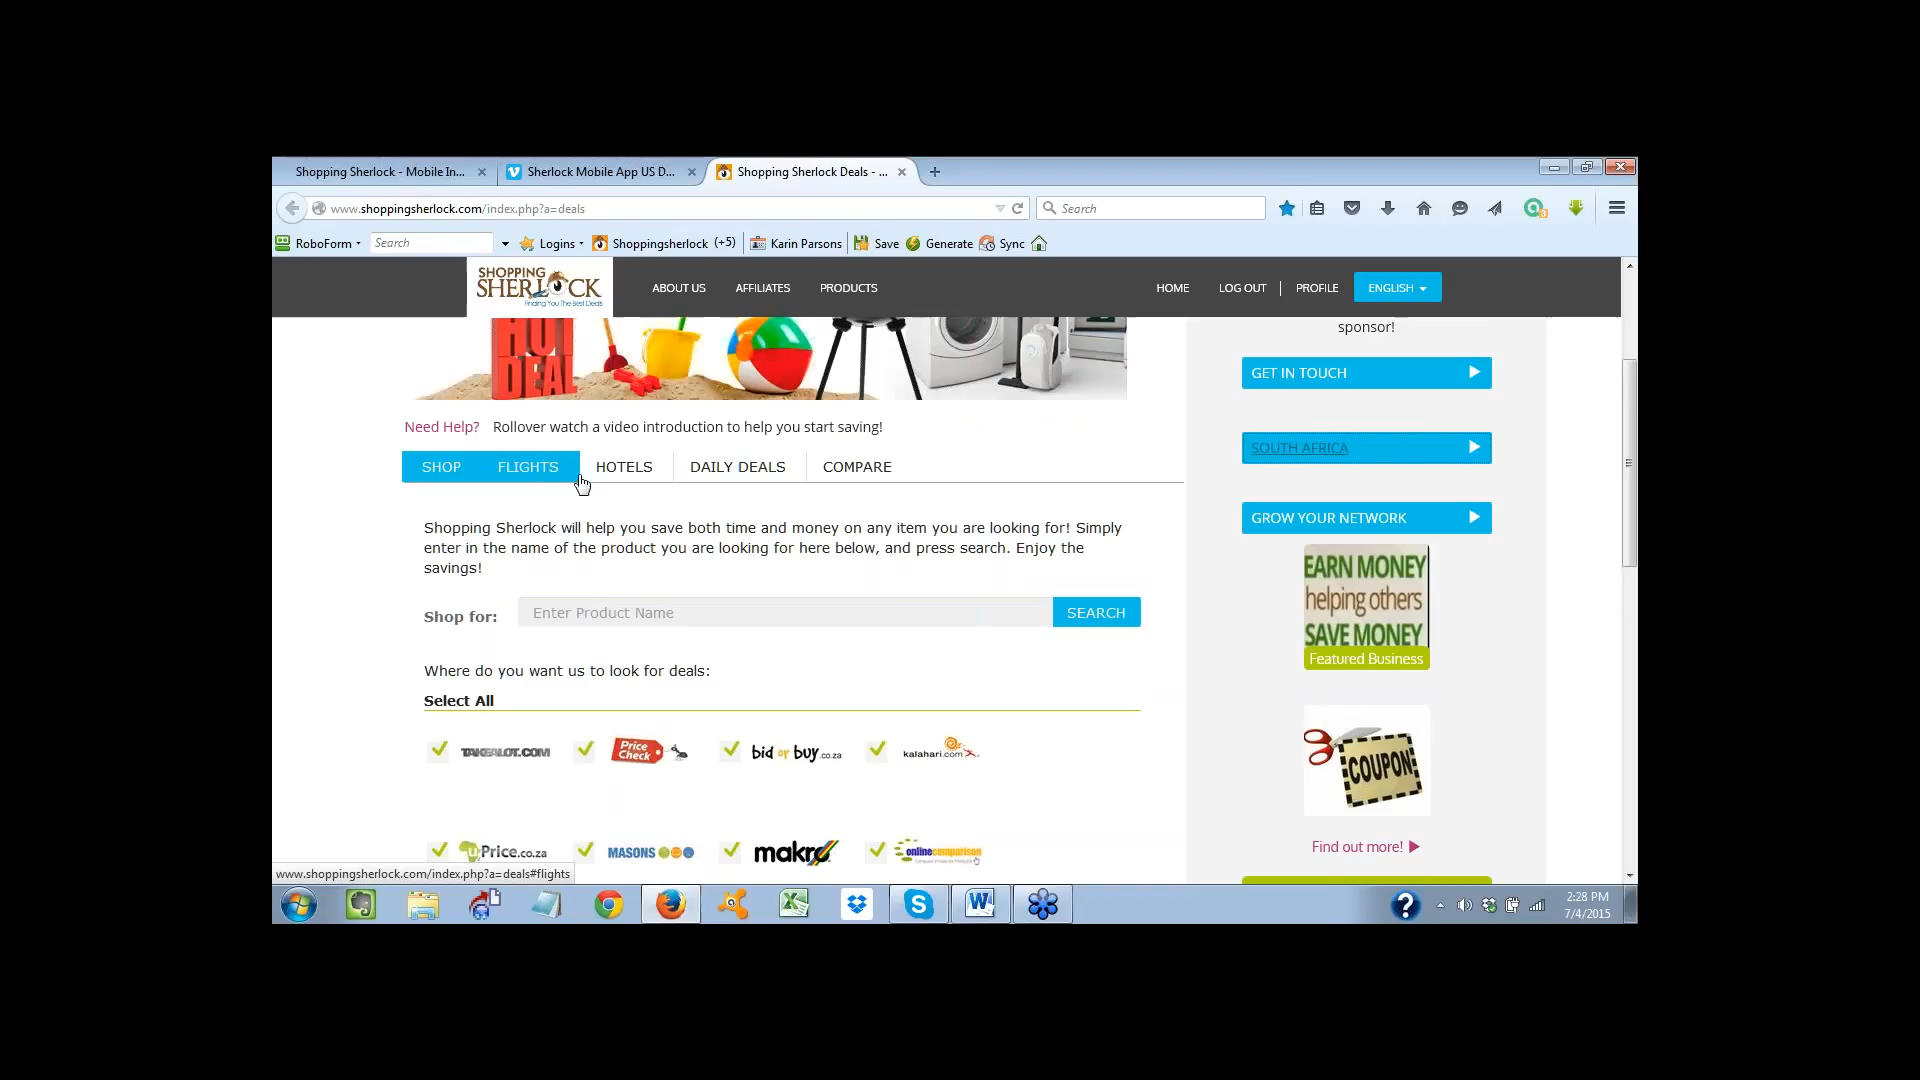 Shopping Sherlock - Mobile In...
Sherlock Mobile App US D...
Shopping Sherlock Deals - ...
www.shoppingsherlock.com/index.php?a=deals
Search
RoboForm
Search
Logins
Shoppingsherlock (+5)
Karin Parsons
Save
Generate
Sync
SHOPPING
SHERLOCK
Finding You The Best Deals
ABOUT US
AFFILIATES
PRODUCTS
HOME
LOG OUT
PROFILE
ENGLISH
HOT
DEAL
sponsor!
GET IN TOUCH
Need Help? Rollover watch a video introduction to help you start saving!
SOUTH AFRICA
SHOP
FLIGHTS
HOTELS
DAILY DEALS
COMPARE
GROW YOUR NETWORK
Shopping Sherlock will help you save both time and money on any item you are looking for! Simply
enter in the name of the product you are looking for here below, and press search. Enjoy the
savings!
EARN MONEY
helping others
SAVE MONEY
Featured Business
Shop for:
Enter Product Name
SEARCH
Where do you want us to look for deals:
Select All
TAKEALOT.COM
Price Check
bid or buy.co.za
kalahari.com
COUPON
uPrice.co.za
MASONS
makro
onlinecomparison
Find out more!
www.shoppingsherlock.com/index.php?a=deals#flights
2:28 PM
7/4/2015